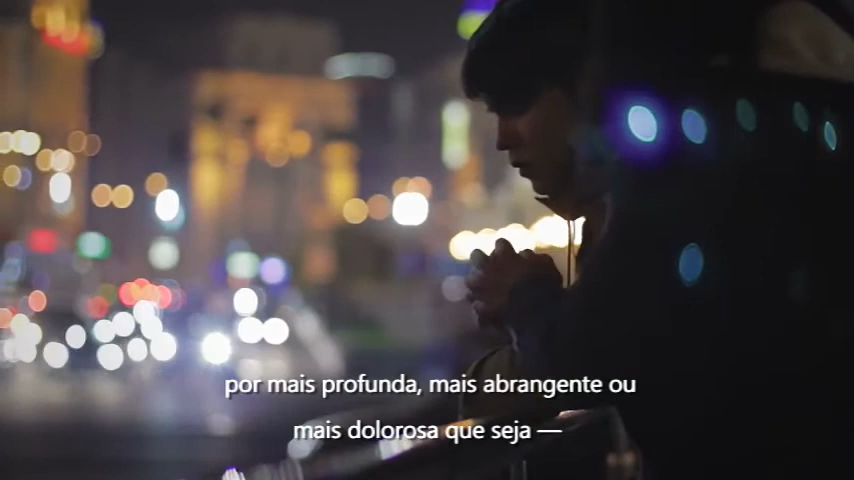 por mais profunda, mais abrangente ou
mais dolorosa que seja —